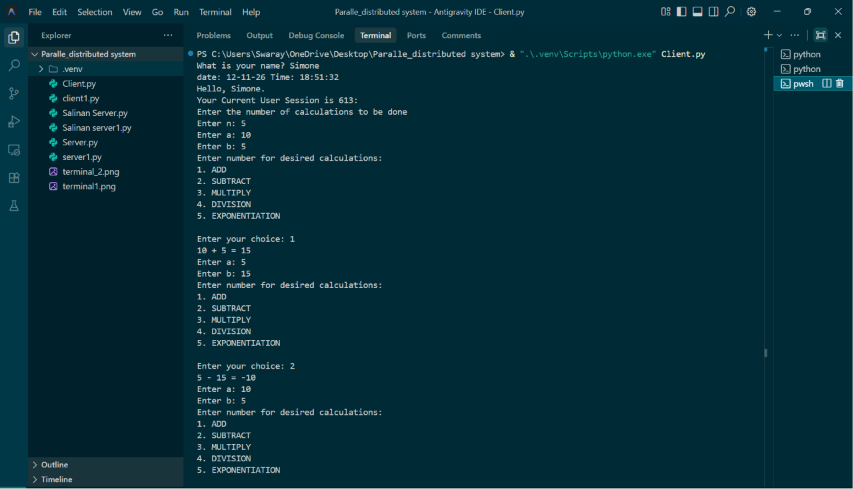 File Edit Selection View Go Run Terminal Help
Paralle_distributed system - Antigravity IDE - Client.py
Explorer
Paralle_distributed system
.venv
Client.py
client1.py
Salinan Server.py
Salinan server1.py
Server.py
server1.py
terminal_2.png
terminal1.png
Outline
Timeline
Problems Output Debug Console Terminal Ports Comments
PS C:\Users\Swaray\OneDrive\Desktop\Paralle_distributed system> & ".\.venv\Scripts\python.exe" Client.py
What is your name? Simone
date: 12-11-26 Time: 18:51:32
Hello, Simone.
Your Current User Session is 613:
Enter the number of calculations to be done
Enter n: 5
Enter a: 10
Enter b: 5
Enter number for desired calculations:
1. ADD
2. SUBTRACT
3. MULTIPLY
4. DIVISION
5. EXPONENTIATION
Enter your choice: 1
10 + 5 = 15
Enter a: 5
Enter b: 15
Enter number for desired calculations:
1. ADD
2. SUBTRACT
3. MULTIPLY
4. DIVISION
5. EXPONENTIATION
Enter your choice: 2
5 - 15 = -10
Enter a: 10
Enter b: 5
Enter number for desired calculations:
1. ADD
2. SUBTRACT
3. MULTIPLY
4. DIVISION
5. EXPONENTIATION
python
python
pwsh